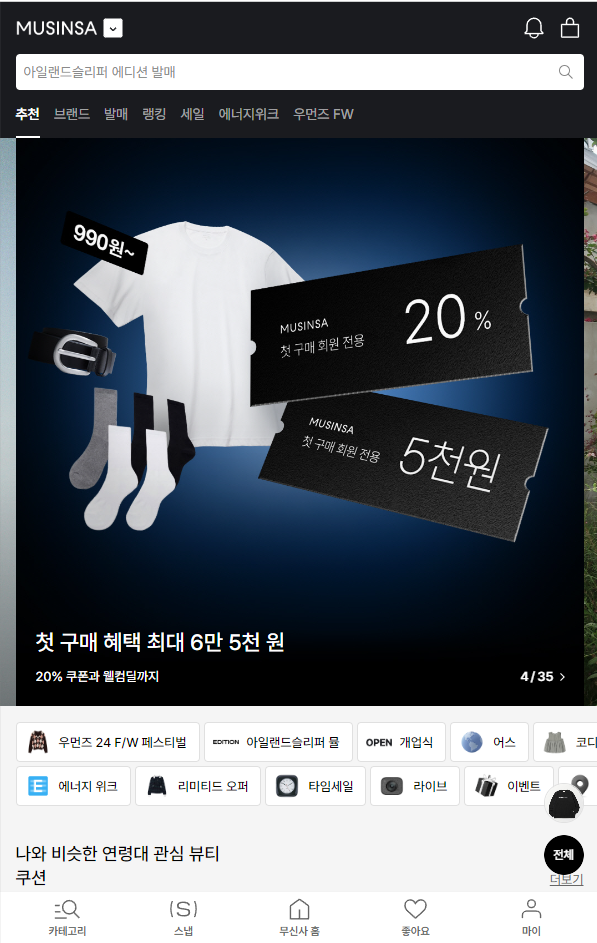 MUSINSA
아일랜드슬리퍼 에디션 발매
추천 브랜드 발매 랭킹 세일 에너지위크 우먼즈 FW
990원~
MUSINSA
첫 구매 회원 전용
20%
MUSINSA
첫 구매 회원 전용
5천원
첫 구매 혜택 최대 6만 5천 원
20% 쿠폰과 웰컴딜까지
4 / 35
우먼즈 24 F/W 페스티벌
EDITION 아일랜드슬리퍼 뮬
OPEN 개업식
어스
코디
E 에너지 위크
리미티드 오퍼
타임세일
라이브
이벤트
나와 비슷한 연령대 관심 뷰티
쿠션
전체
더보기
카테고리
(S) 스냅
무신사 홈
좋아요
마이